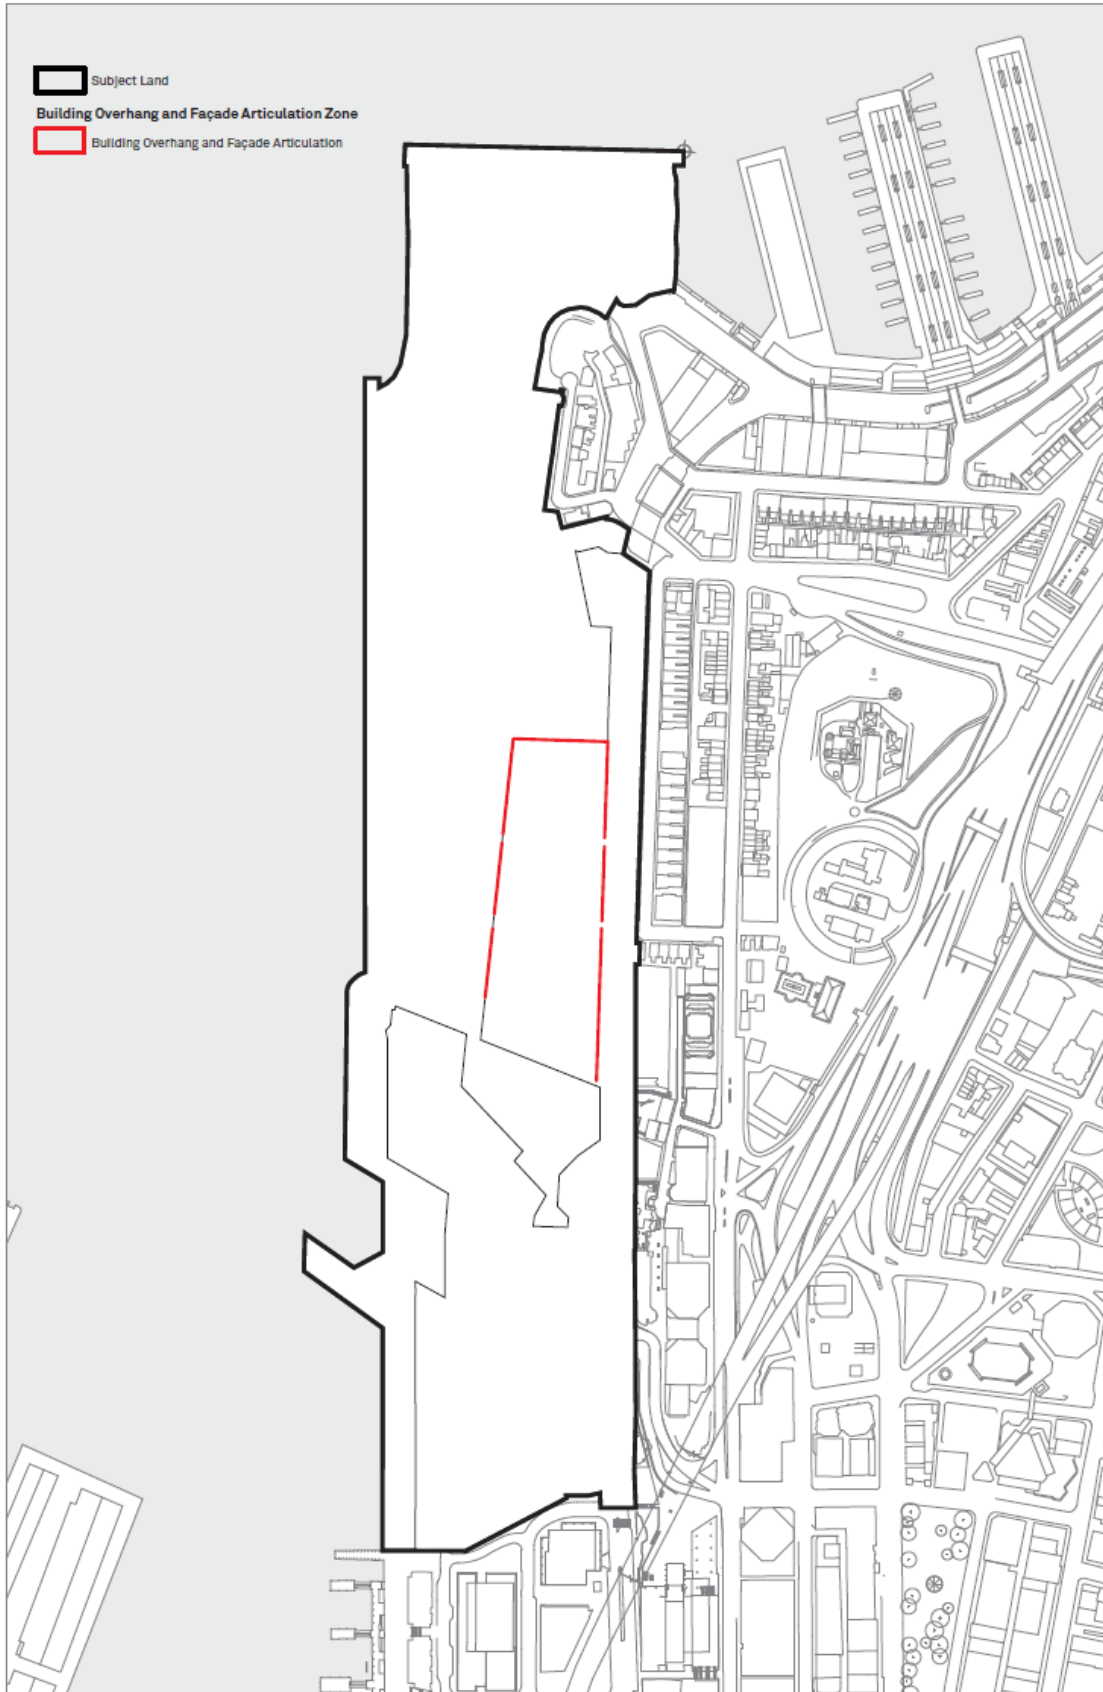 Subject Land
Building Overhang and Façade Articulation Zone
Building Overhang and Façade Articulation